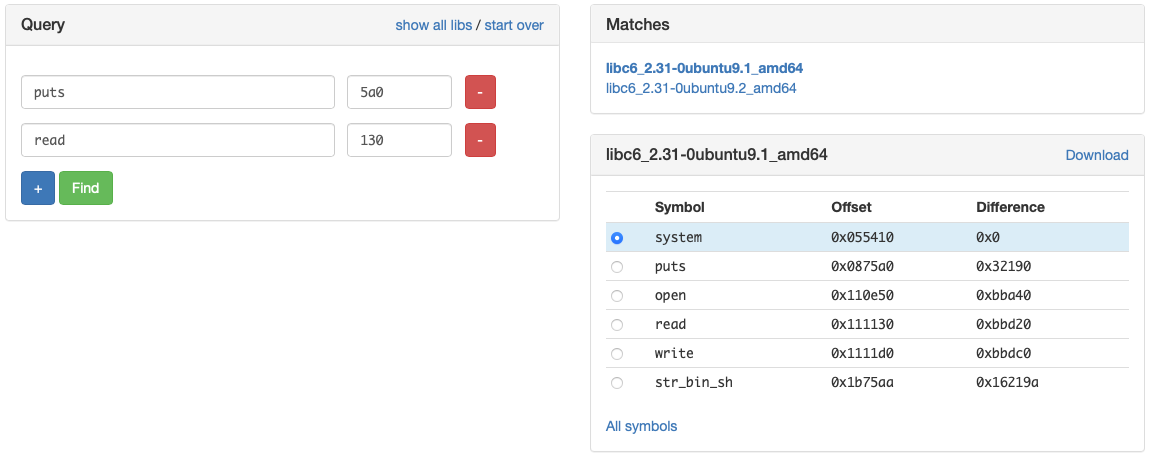 Query show all libs / start over
puts 5a0 -
read 130 -
+ Find
Matches
libc6_2.31-0ubuntu9.1_amd64
libc6_2.31-0ubuntu9.2_amd64
libc6_2.31-0ubuntu9.1_amd64 Download
Symbol Offset Difference
system 0x055410 0x0
puts 0x0875a0 0x32190
open 0x110e50 0xbba40
read 0x111130 0xbbd20
write 0x1111d0 0xbbdc0
str_bin_sh 0x1b75aa 0x16219a
All symbols